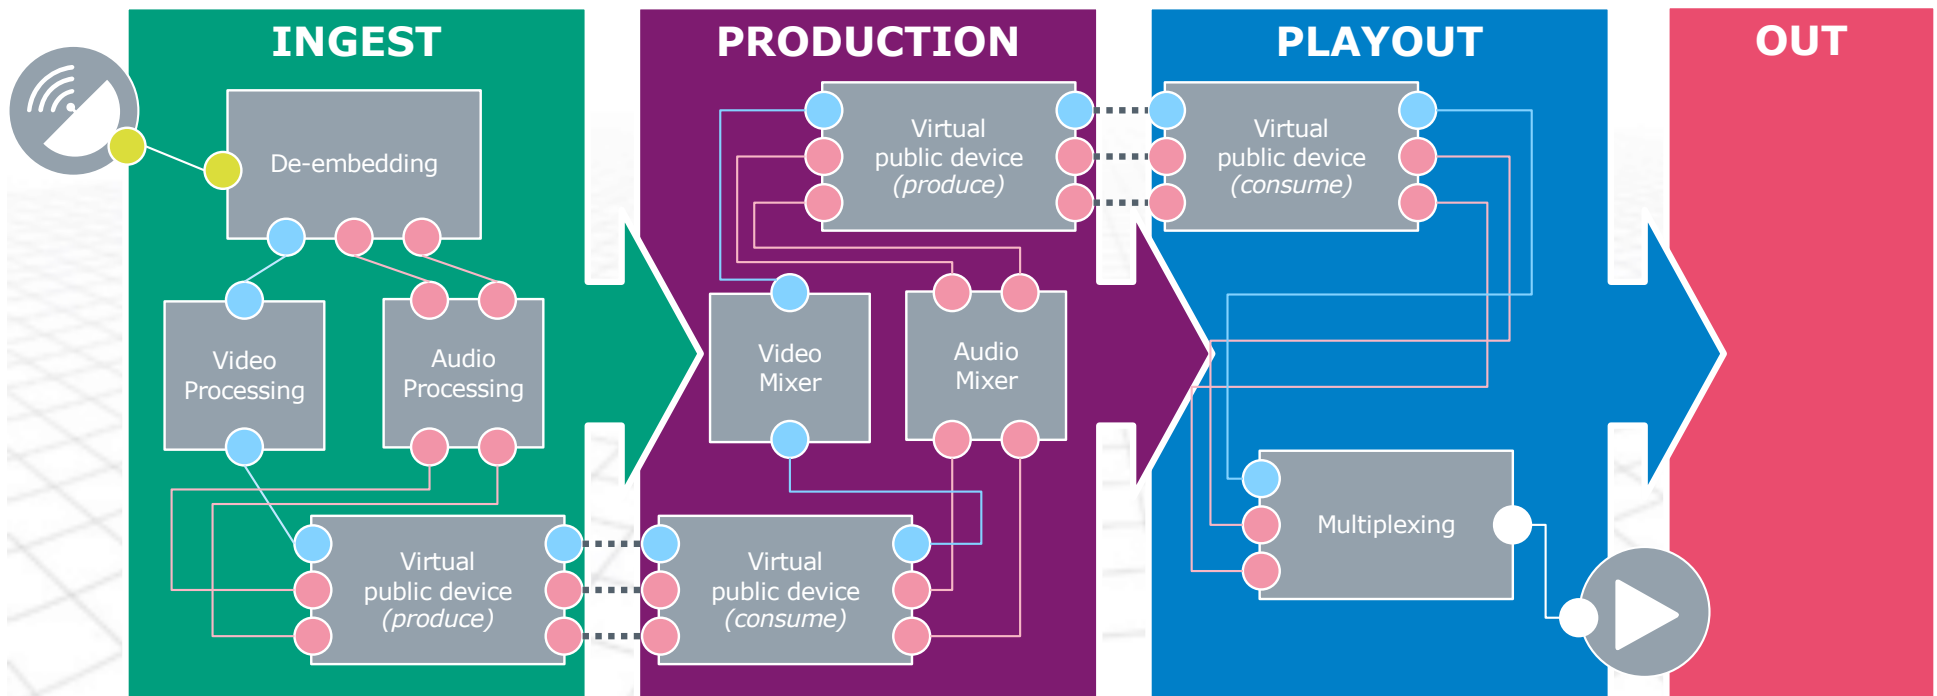 INGEST
De-embedding
Video
Processing
Audio
Processing
Virtual
public device
(produce)
PRODUCTION
Virtual
public device
(produce)
Video
Mixer
Audio
Mixer
Virtual
public device
(consume)
PLAYOUT
Virtual
public device
(consume)
Multiplexing
OUT